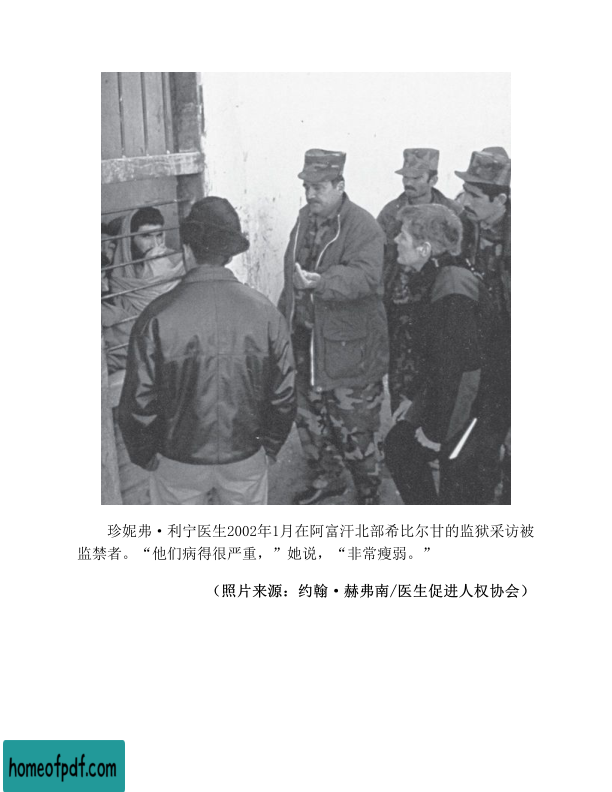 珍妮弗·利宁医生2002年1月在阿富汗北部希比尔甘的监狱采访被
监禁者。“他们病得很严重，”她说，“非常瘦弱。”
（照片来源：约翰·赫弗南/医生促进人权协会）
homeofpdf.com